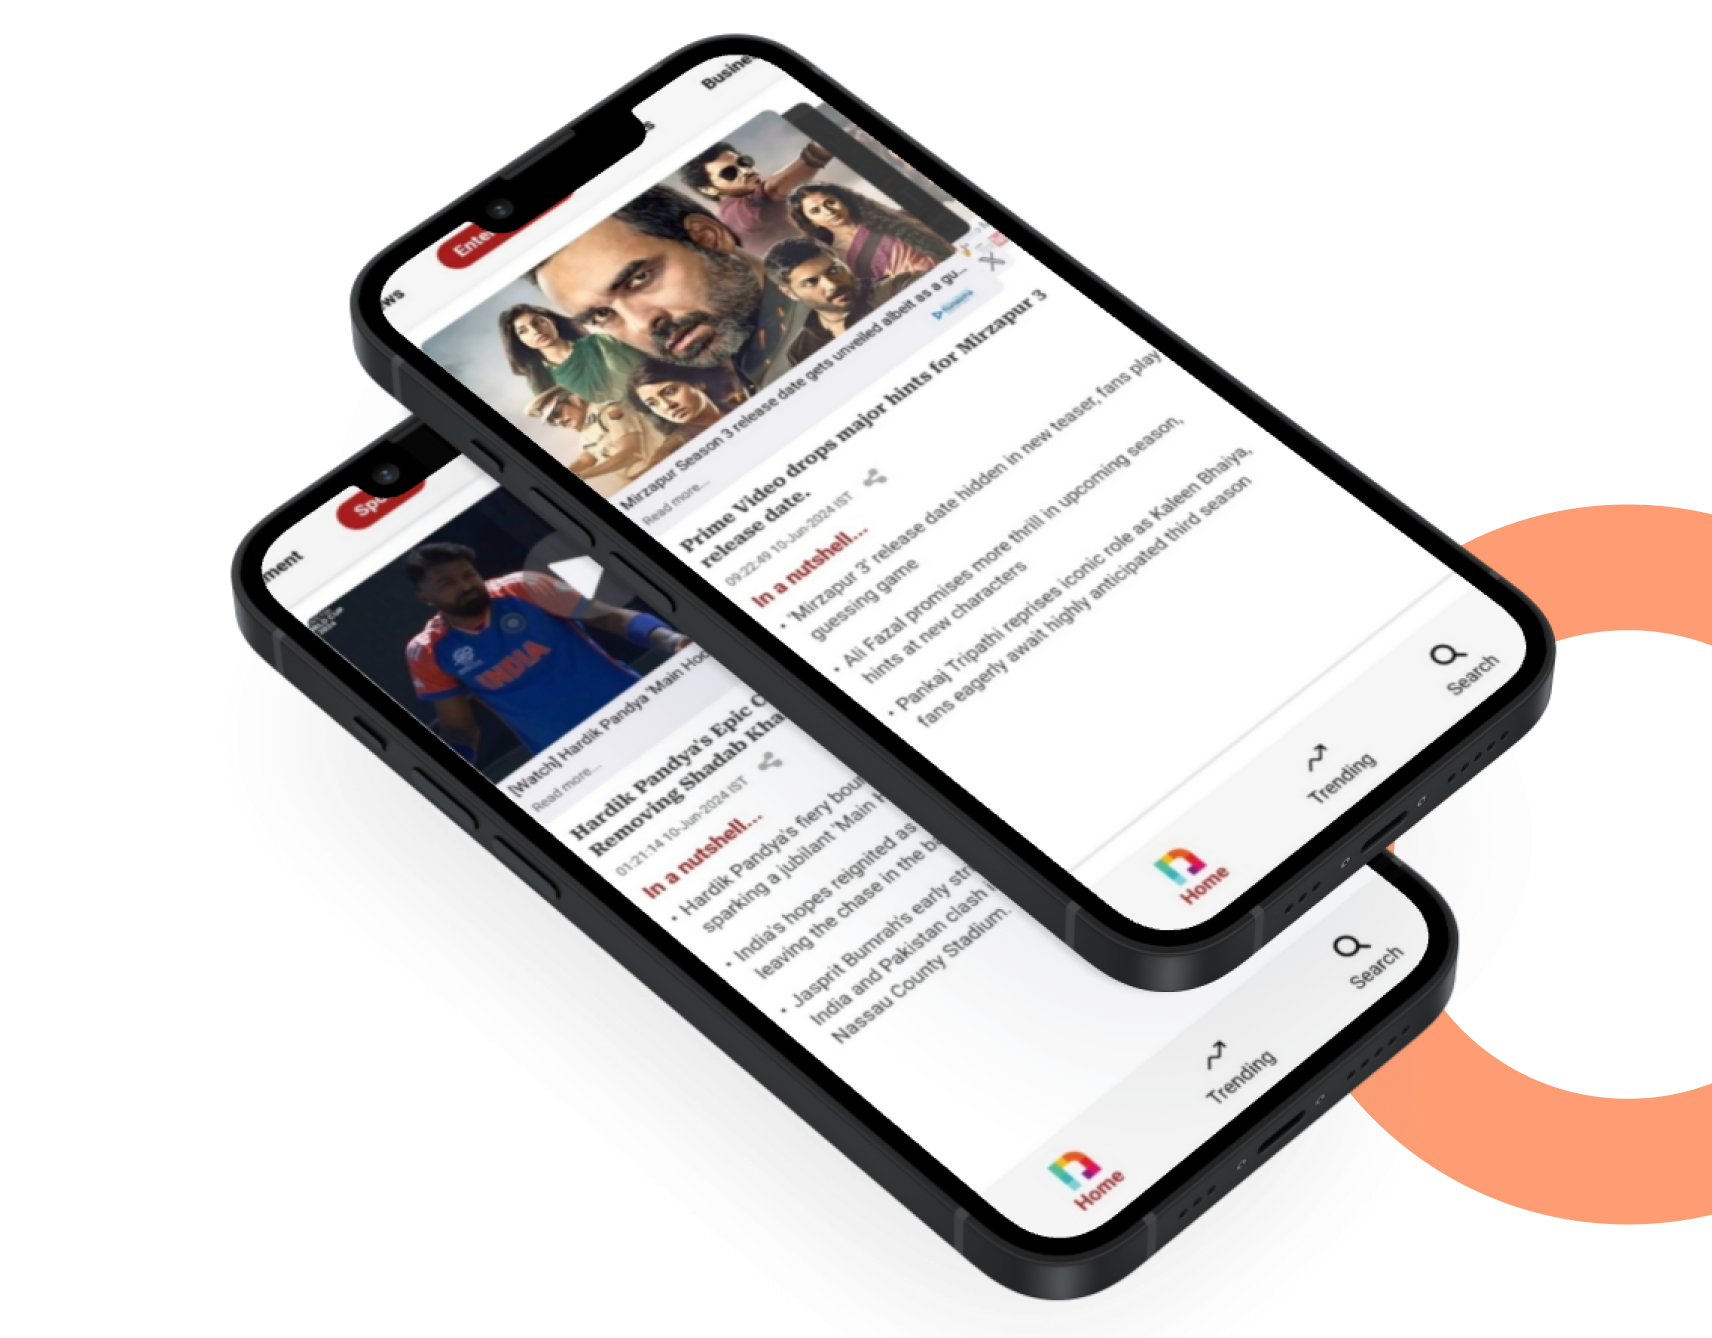 Busine
s
Ente
ws
Mirzapur Season 3 release date gets unveiled albeit as a gu...
Read more...
Prime Video drops major hints for Mirzapur 3
release date.
09:22:49 10-Jun-2024 IST
In a nutshell...
• 'Mirzapur 3' release date hidden in new teaser, fans play
guessing game
• Ali Fazal promises more thrill in upcoming season,
hints at new characters
• Pankaj Tripathi reprises iconic role as Kaleen Bhaiya,
fans eagerly await highly anticipated third season
Home
Trending
Search
Spo
ment
CUP
2024
INDIA
[Watch] Hardik Pandya 'Main Hoo
Read more...
Hardik Pandya's Epic C
Removing Shadab Kha
01:21:14 10-Jun-2024 IST
In a nutshell...
• Hardik Pandya's fiery bou
sparking a jubilant 'Main H
• India's hopes reignited as
leaving the chase in the ba
• Jasprit Bumrah's early str
India and Pakistan clash i
Nassau County Stadium.
Home
Trending
Search